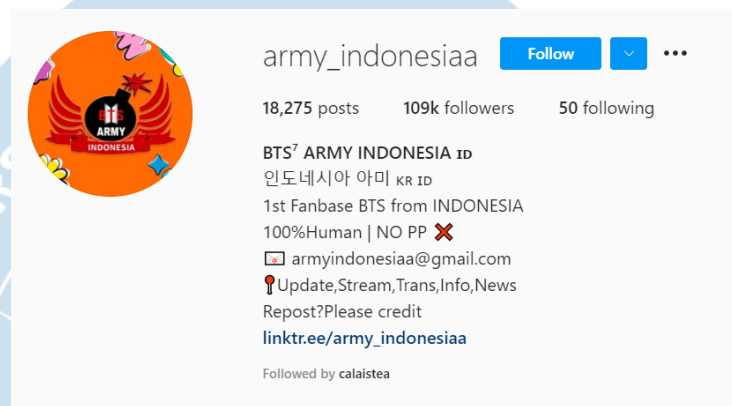 army_indonesiaa Follow
18,275 posts 109k followers 50 following
BTS⁷ ARMY INDONESIA ɪᴅ
인도네시아 아미 ᴋʀ ɪᴅ
1st Fanbase BTS from INDONESIA
100%Human | NO PP ❌
💌 armyindonesiaa@gmail.com
📍Update,Stream,Trans,Info,News
Repost?Please credit
linktr.ee/army_indonesiaa
Followed by calaistea
BTS
ARMY
INDONESIA